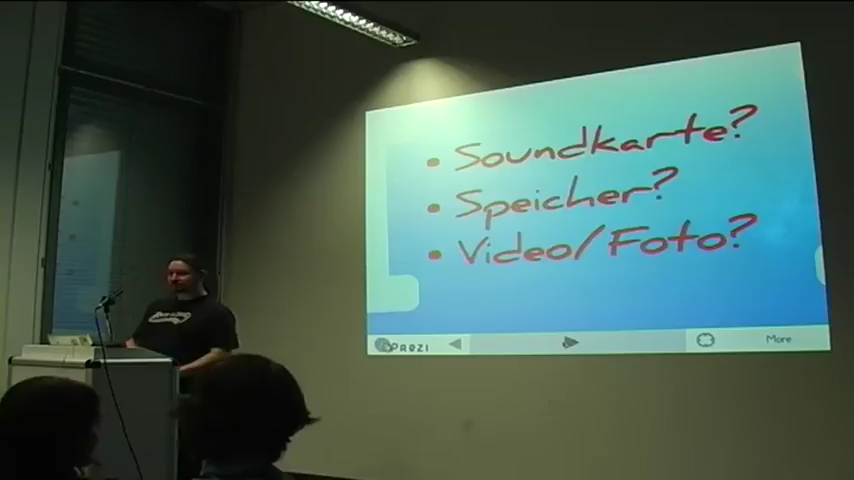 • Soundkarte?
• Speicher?
• Video/Foto?
PREZI
More